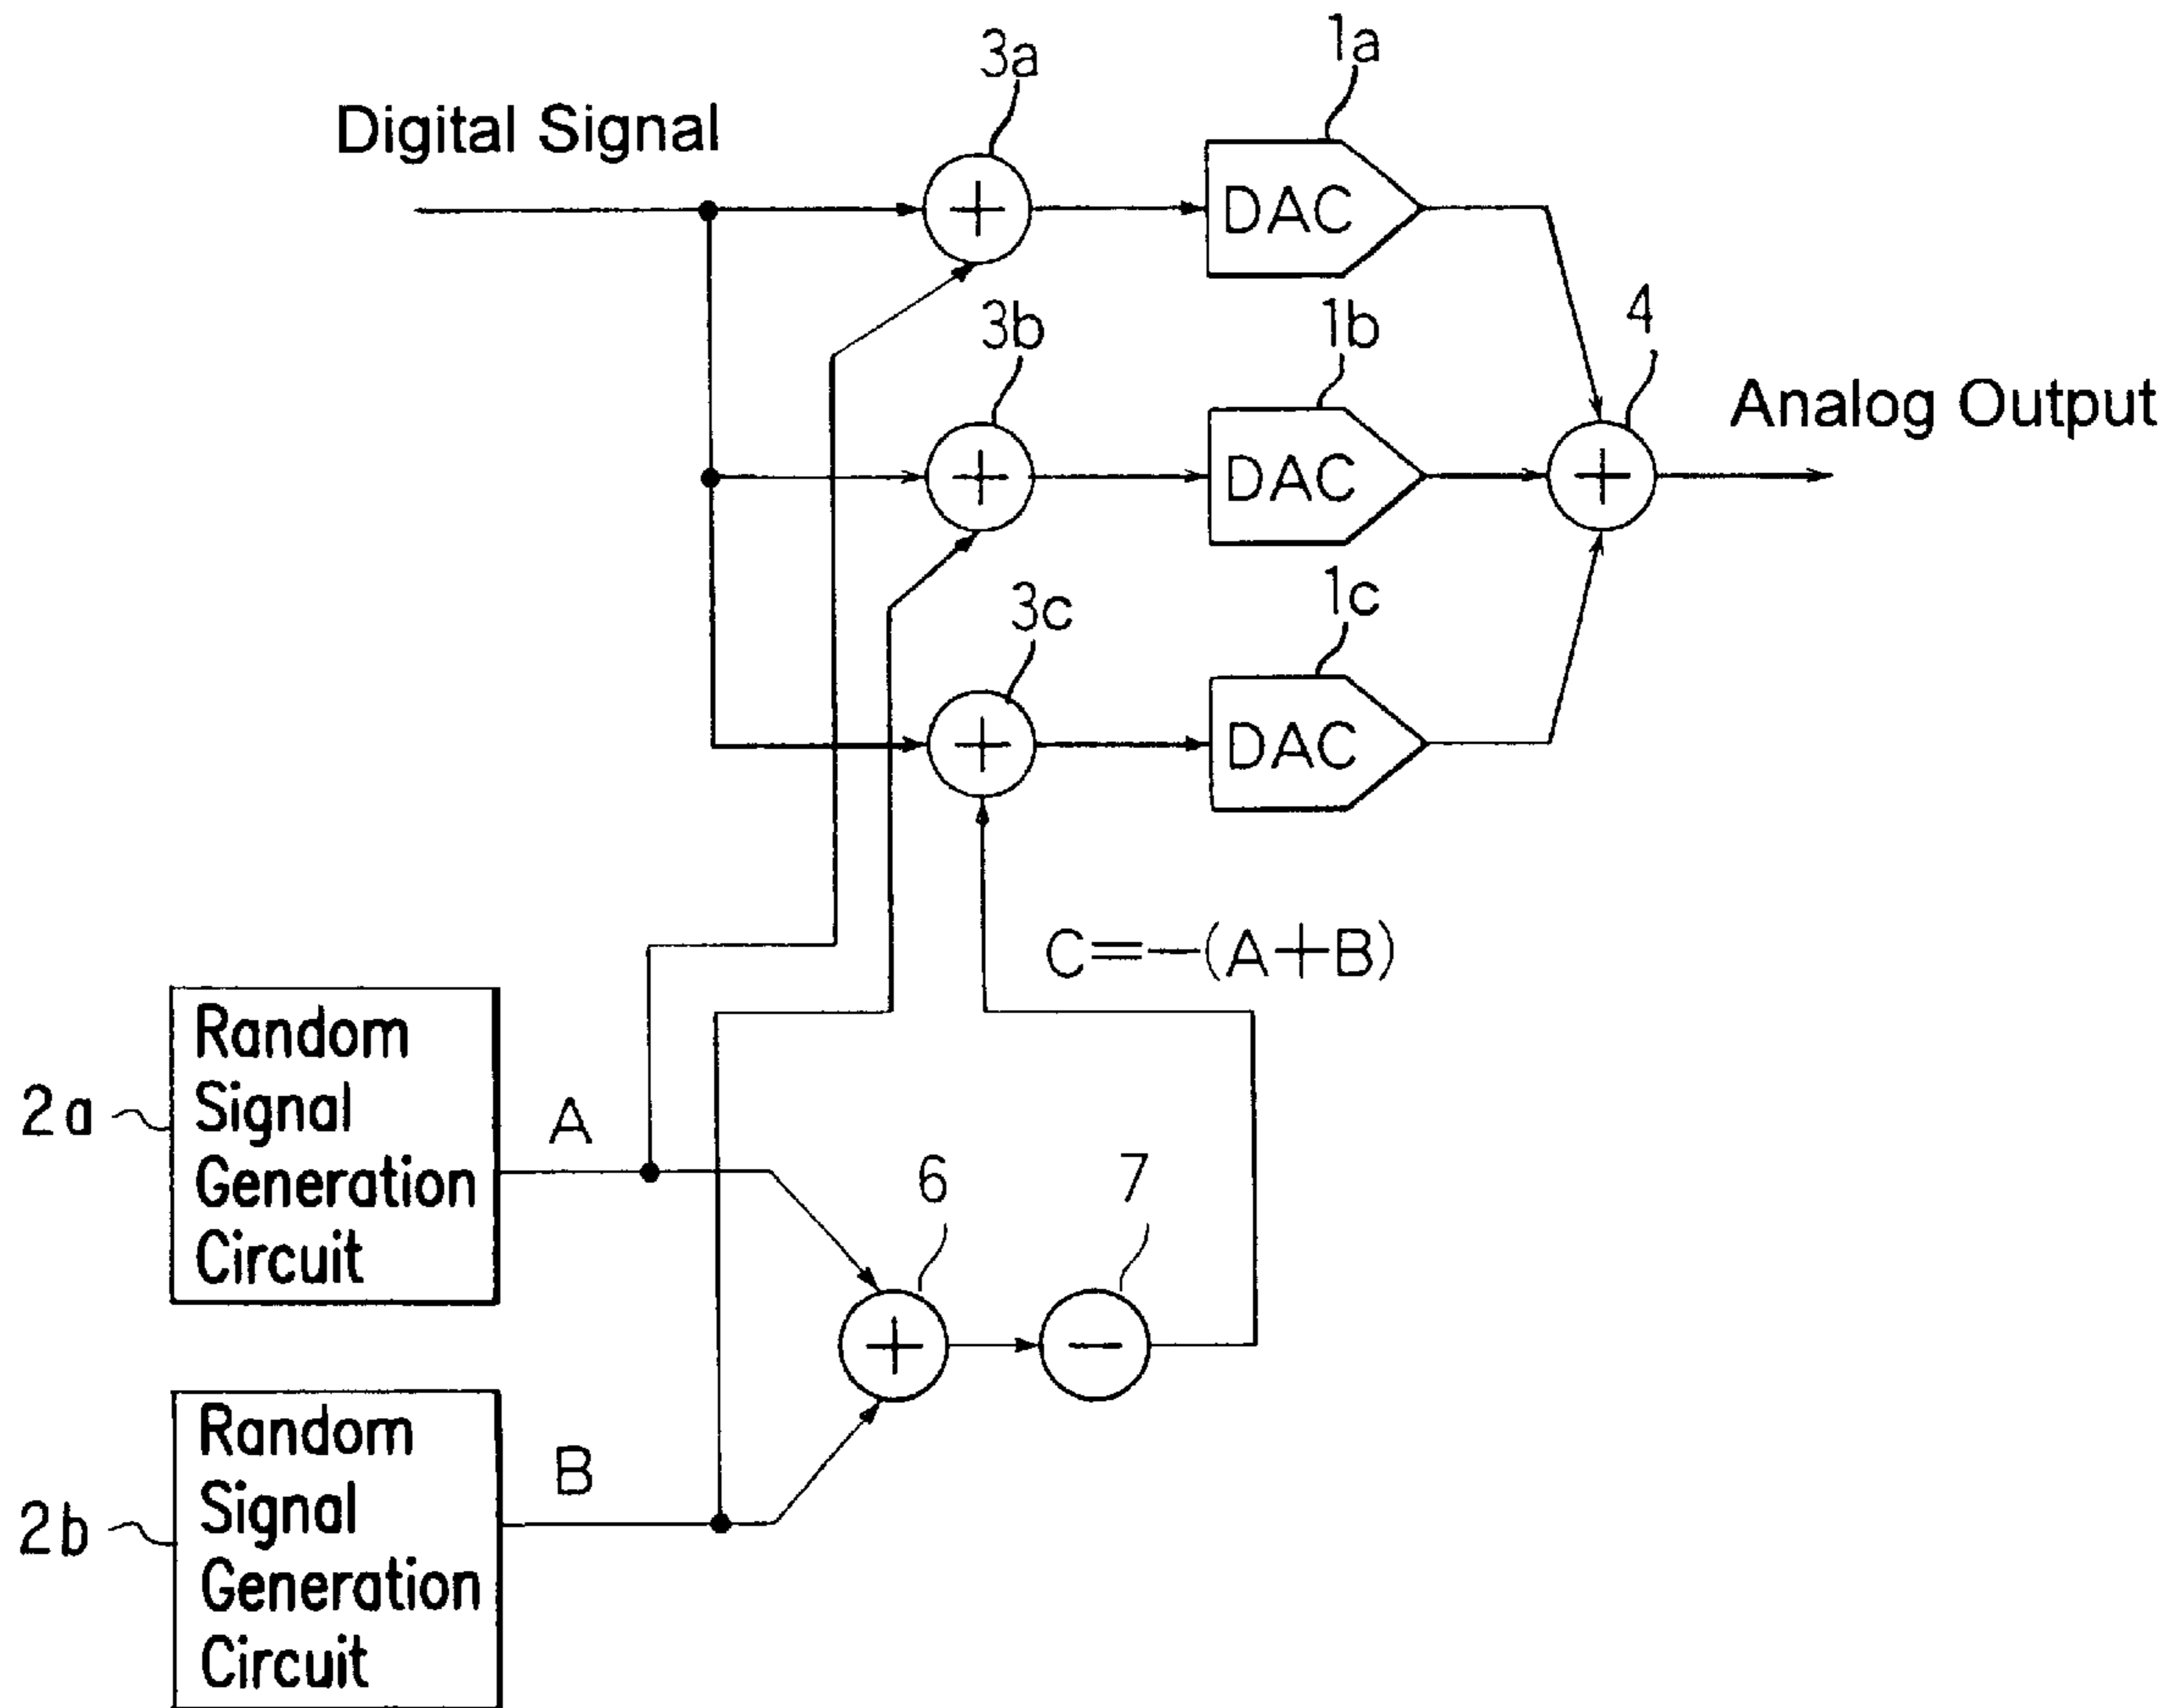 3a
1a
Digital Signal
DAC
3b
1b
4
DAC
Analog Output
3c
1c
DAC
C=-(A+B)
Random
Signal
Generation
Circuit
2a
A
6
7
Random
Signal
Generation
Circuit
2b
B